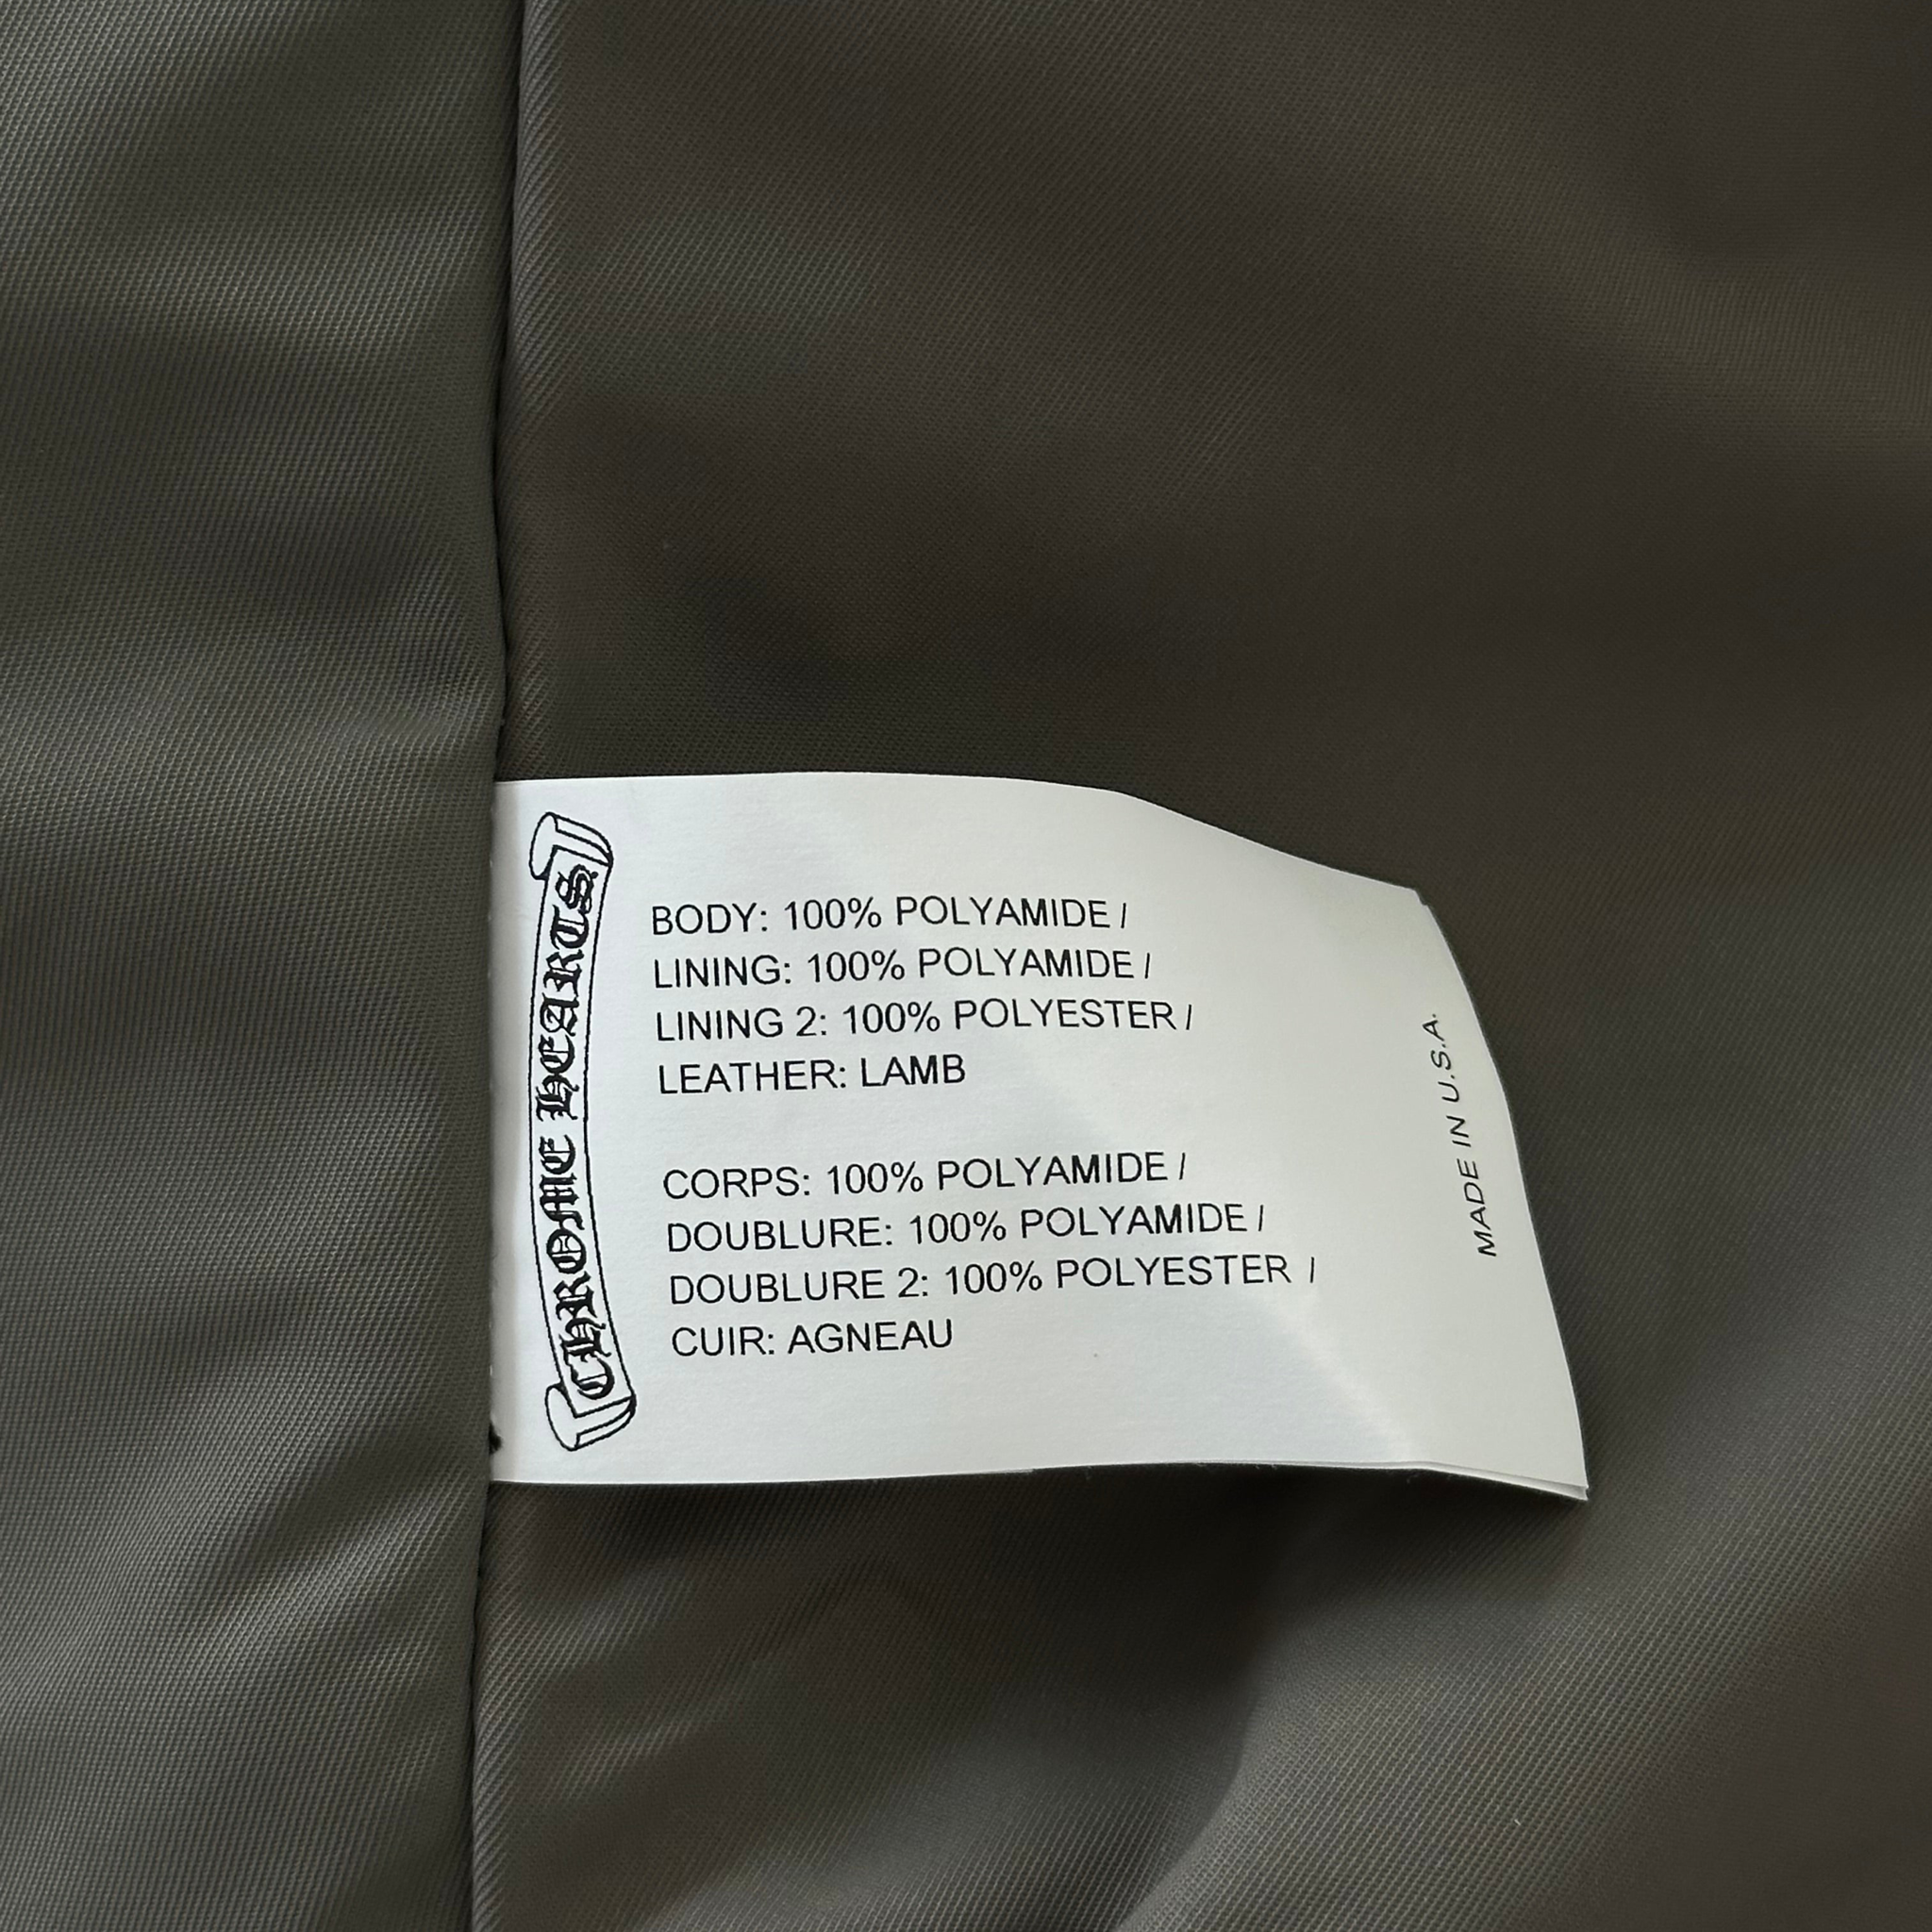 CHROME HEARTS
BODY: 100% POLYAMIDE /
LINING: 100% POLYAMIDE /
LINING 2: 100% POLYESTER /
LEATHER: LAMB
CORPS: 100% POLYAMIDE /
DOUBLURE: 100% POLYAMIDE /
DOUBLURE 2: 100% POLYESTER /
CUIR: AGNEAU
MADE IN U.S.A.